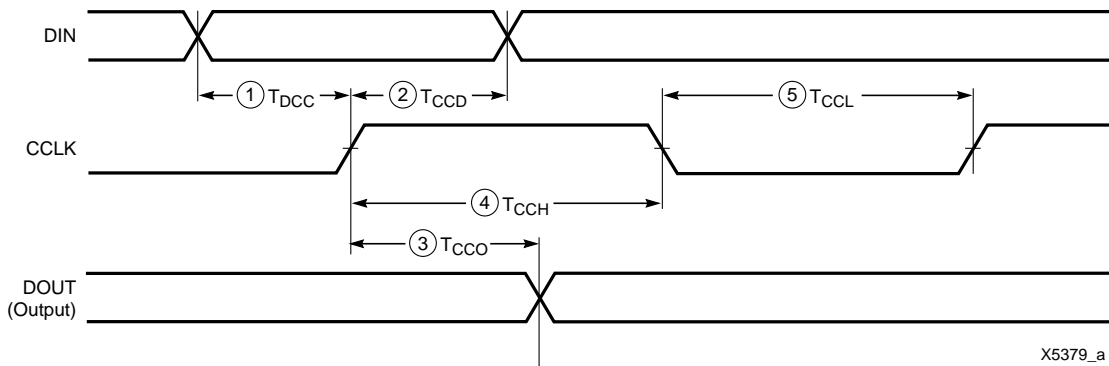 DIN
① TDCC
② TCCD
⑤ TCCL
CCLK
④ TCCH
③ TCCO
DOUT
(Output)
X5379_a